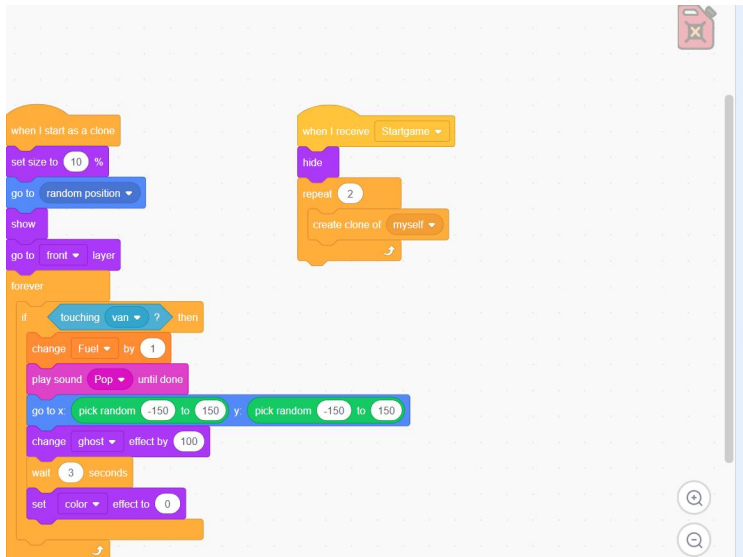 when I start as a clone
set size to 10 %
go to random position
show
go to front layer
forever
if touching van ? then
change Fuel by 1
play sound Pop until done
go to x: pick random -150 to 150 y: pick random -150 to 150
change ghost effect by 100
wait 3 seconds
set color effect to 0
when I receive Startgame
hide
repeat 2
create clone of myself